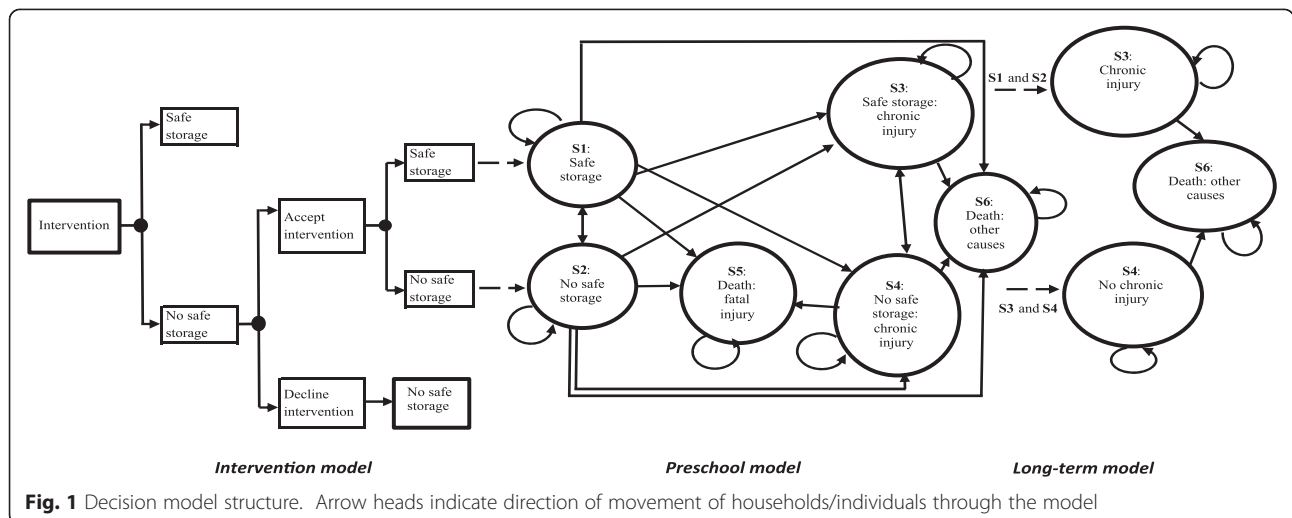 Intervention
Safe
storage
No safe
storage
Accept
intervention
Decline
intervention
Safe
storage
No safe
storage
No safe
storage
S1:
Safe
storage
S2:
No safe
storage
S5:
Death:
fatal
injury
S3:
Safe storage:
chronic
injury
S4:
No safe
storage:
chronic
injury
S6:
Death:
other
causes
S1 and S2
S3 and S4
S3:
Chronic
injury
S6:
Death: other
causes
S4:
No chronic
injury
Intervention model
Preschool model
Long-term model
Fig. 1 Decision model structure. Arrow heads indicate direction of movement of households/individuals through the model